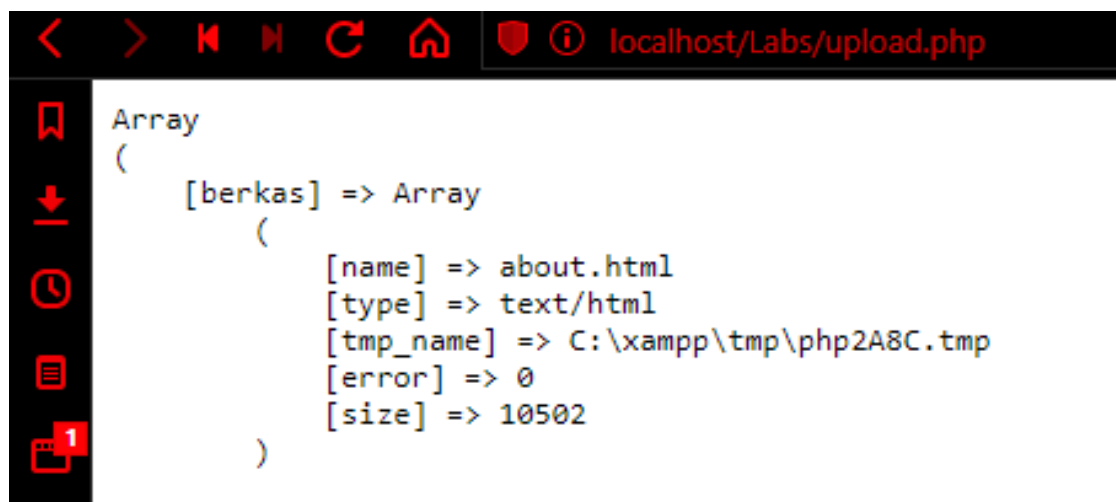 localhost/Labs/upload.php
Array
(
[berkas] => Array
(
[name] => about.html
[type] => text/html
[tmp_name] => C:\xampp\tmp\php2A8C.tmp
[error] => 0
[size] => 10502
)
1